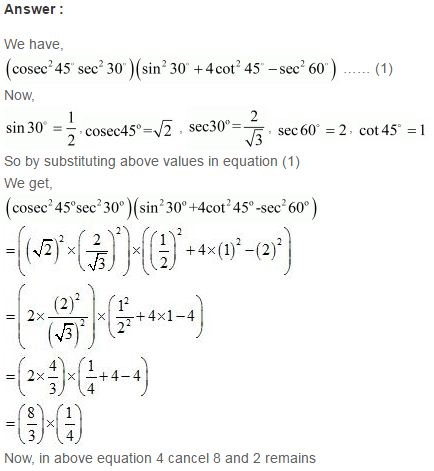 Answer :
We have,
(cosec² 45° sec² 30°)(sin² 30° + 4cot² 45° − sec² 60°) ...... (1)
Now,
sin 30° = 1/2, cosec45° = √2 , sec30° = 2/√3 , sec 60° = 2, cot 45° = 1
So by substituting above values in equation (1)
We get,
(cosec² 45° sec² 30°)(sin² 30° +4cot² 45° -sec² 60°)
= ((√2)² × (2/√3)²) × ((1/2)² + 4 × (1)² − (2)²)
= (2 × (2)²/(√3)²) × (1²/2² + 4 × 1 − 4)
= (2 × 4/3) × (1/4 + 4 − 4)
= (8/3) × (1/4)
Now, in above equation 4 cancel 8 and 2 remains